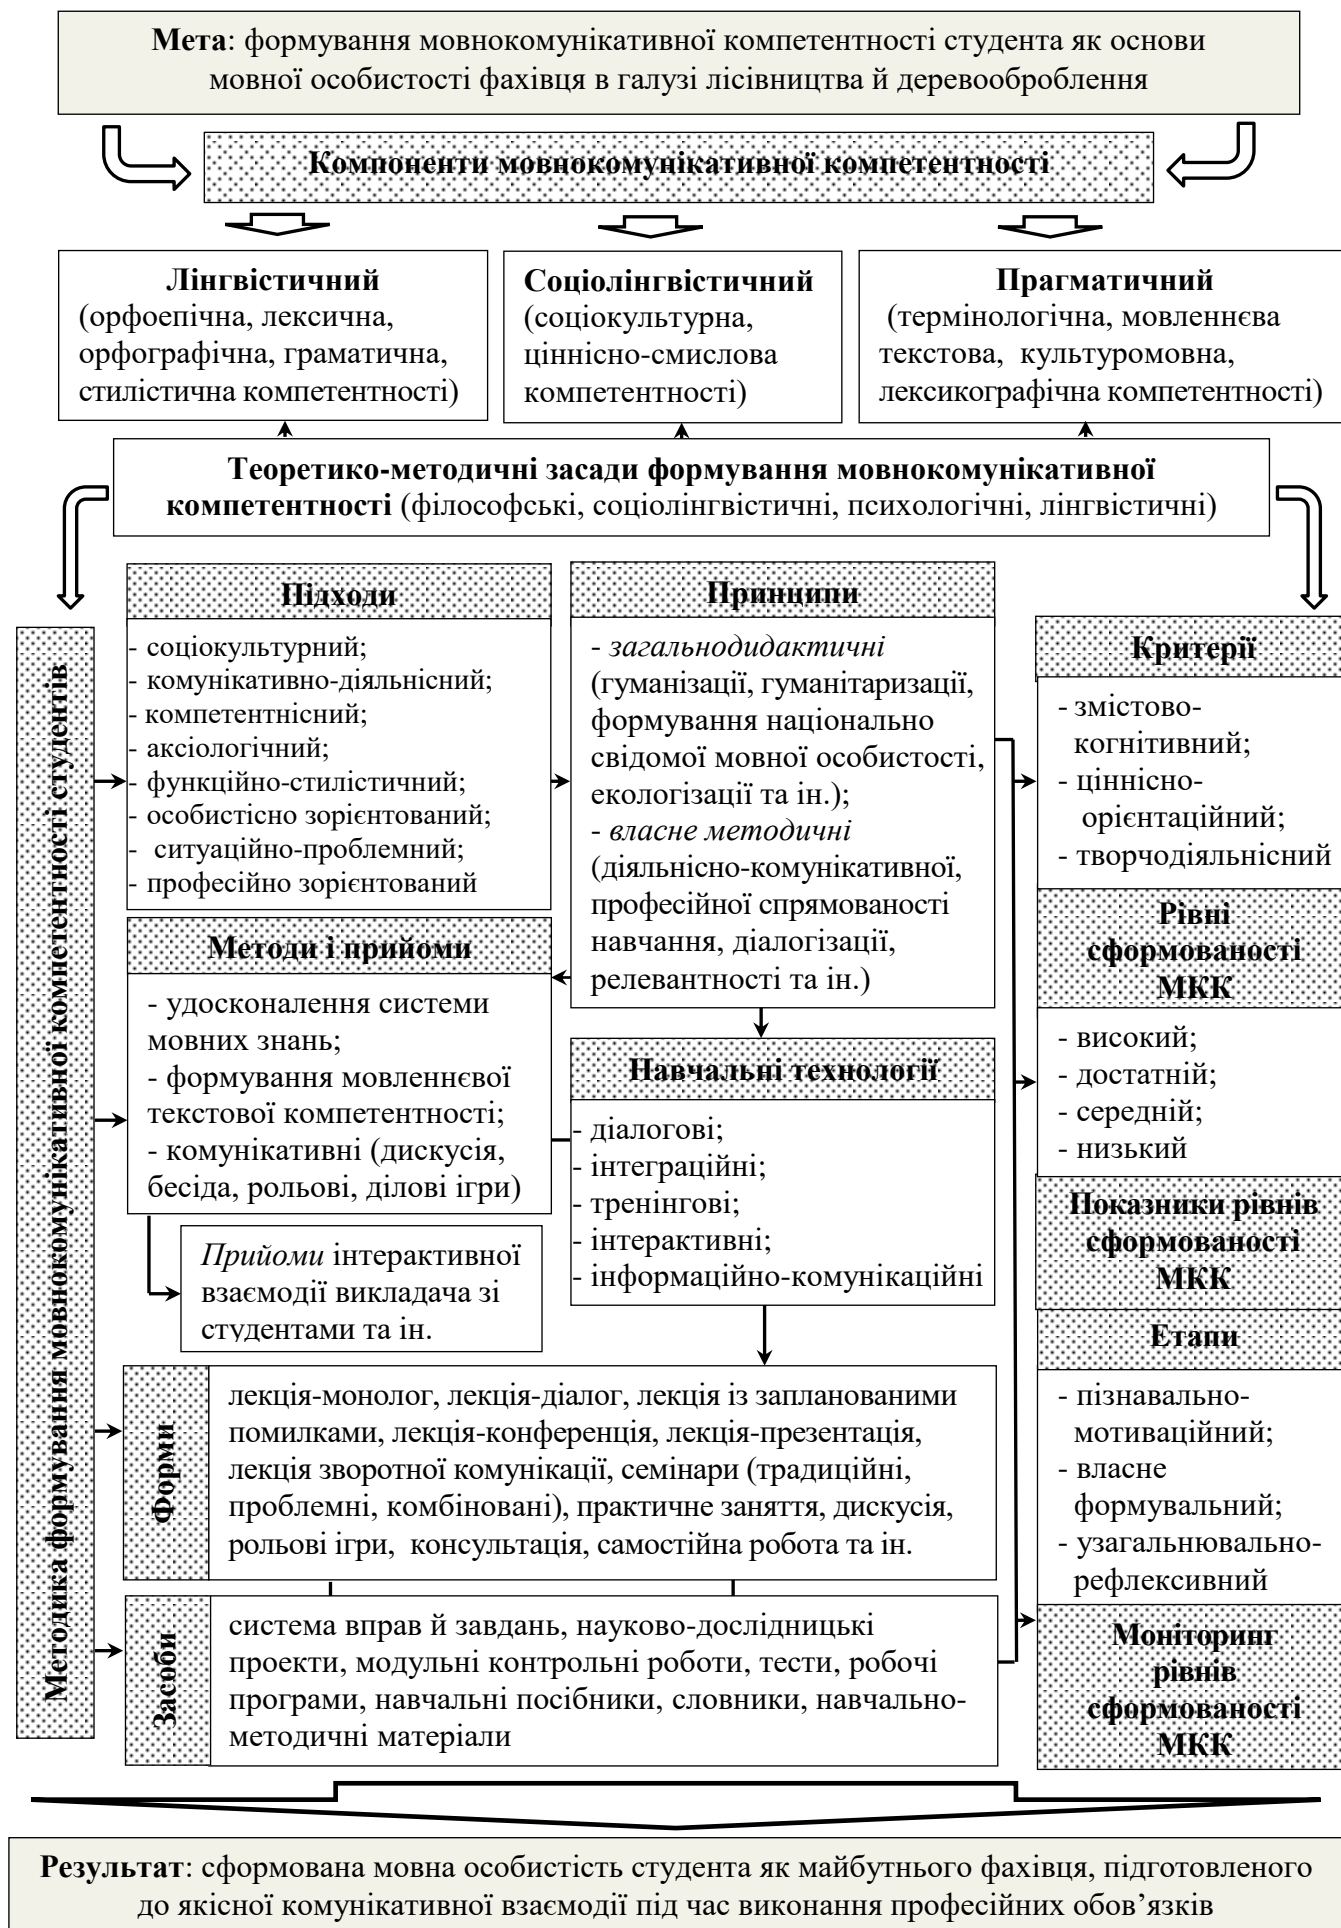 Мета: формування мовнокомунікативної компетентності студента як основи
мовної особистості фахівця в галузі лісівництва й деревооброблення
Компоненти мовнокомунікативної компетентності
Лінгвістичний
(орфоепічна, лексична,
орфографічна, граматична,
стилістична компетентності)
Соціолінгвістичний
(соціокультурна,
ціннісно-смислова
компетентності)
Прагматичний
(термінологічна, мовленнєва
текстова, культуромовна,
лексикографічна компетентності)
Теоретико-методичні засади формування мовнокомунікативної
компетентності (філософські, соціолінгвістичні, психологічні, лінгвістичні)
Методика формування мовнокомунікативної компетентності студентів
Підходи
- соціокультурний;
- комунікативно-діяльнісний;
- компетентнісний;
- аксіологічний;
- функційно-стилістичний;
- особистісно зорієнтований;
- ситуаційно-проблемний;
- професійно зорієнтований
Методи і прийоми
- удосконалення системи
мовних знань;
- формування мовленнєвої
текстової компетентності;
- комунікативні (дискусія,
бесіда, рольові, ділові ігри)
Прийоми інтерактивної
взаємодії викладача зі
студентами та ін.
Принципи
- загальнодидактичні
(гуманізації, гуманітаризації,
формування національно
свідомої мовної особистості,
екологізації та ін.);
- власне методичні
(діяльнісно-комунікативної,
професійної спрямованості
навчання, діалогізації,
релевантності та ін.)
Навчальні технології
- діалогові;
- інтеграційні;
- тренінгові;
- інтерактивні;
- інформаційно-комунікаційні
Форми
лекція-монолог, лекція-діалог, лекція із запланованими
помилками, лекція-конференція, лекція-презентація,
лекція зворотної комунікації, семінари (традиційні,
проблемні, комбіновані), практичне заняття, дискусія,
рольові ігри, консультація, самостійна робота та ін.
Засоби
система вправ й завдань, науково-дослідницькі
проекти, модульні контрольні роботи, тести, робочі
програми, навчальні посібники, словники, навчально-
методичні матеріали
Критерії
- змістово-
когнітивний;
- ціннісно-
орієнтаційний;
- творчодіяльнісний
Рівні
сформованості
МКК
- високий;
- достатній;
- середній;
- низький
Показники рівнів
сформованості
МКК
Етапи
- пізнавально-
мотиваційний;
- власне
формувальний;
- узагальнювально-
рефлексивний
Моніторинг
рівнів
сформованості
МКК
Результат: сформована мовна особистість студента як майбутнього фахівця, підготовленого
до якісної комунікативної взаємодії під час виконання професійних обов’язків